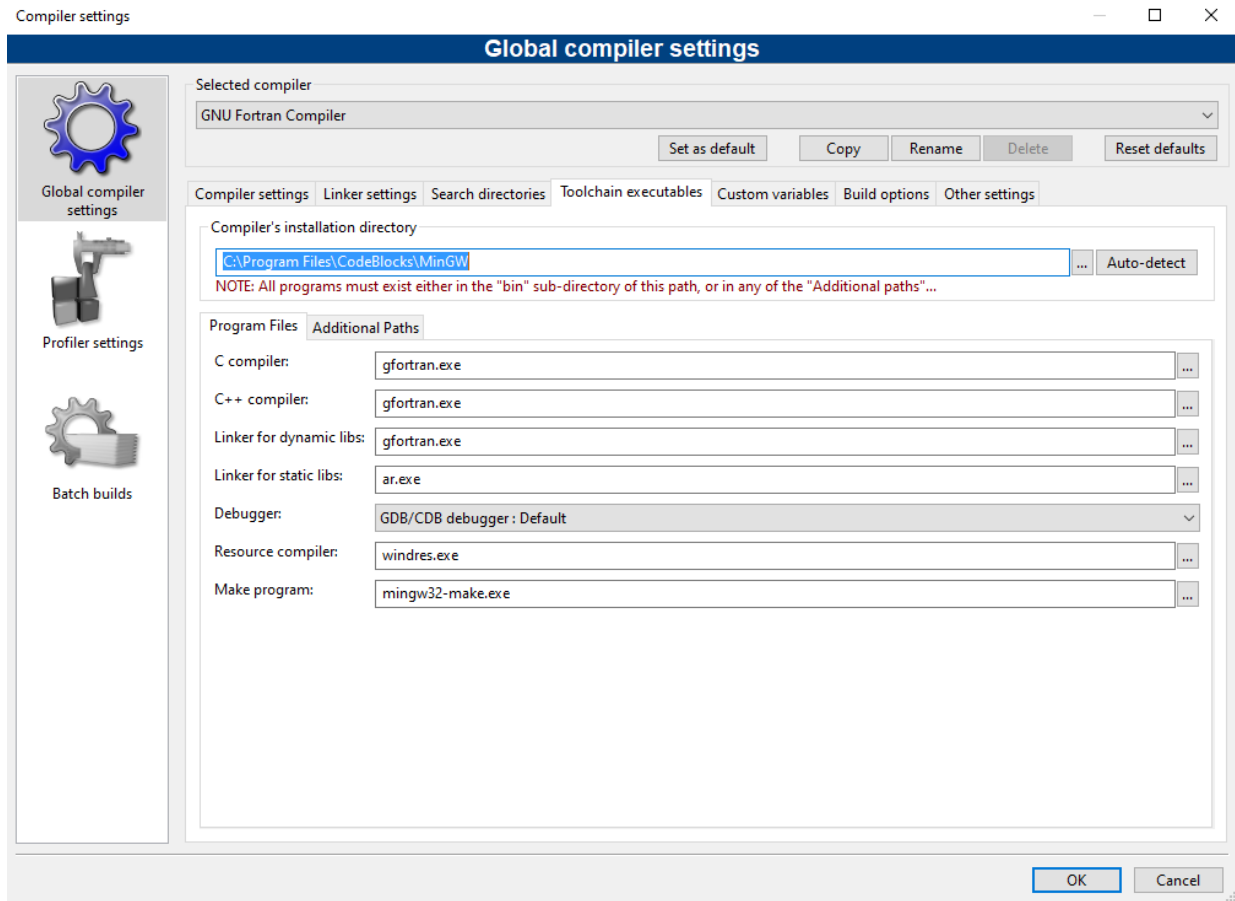 Compiler settings
Global compiler settings
Global compiler
settings
Profiler settings
Batch builds
Selected compiler
GNU Fortran Compiler
Set as default Copy Rename Delete Reset defaults
Compiler settings Linker settings Search directories Toolchain executables Custom variables Build options Other settings
Compiler's installation directory
C:\Program Files\CodeBlocks\MinGW ... Auto-detect
NOTE: All programs must exist either in the "bin" sub-directory of this path, or in any of the "Additional paths"...
Program Files Additional Paths
C compiler: gfortran.exe ...
C++ compiler: gfortran.exe ...
Linker for dynamic libs: gfortran.exe ...
Linker for static libs: ar.exe ...
Debugger: GDB/CDB debugger : Default
Resource compiler: windres.exe ...
Make program: mingw32-make.exe ...
OK Cancel